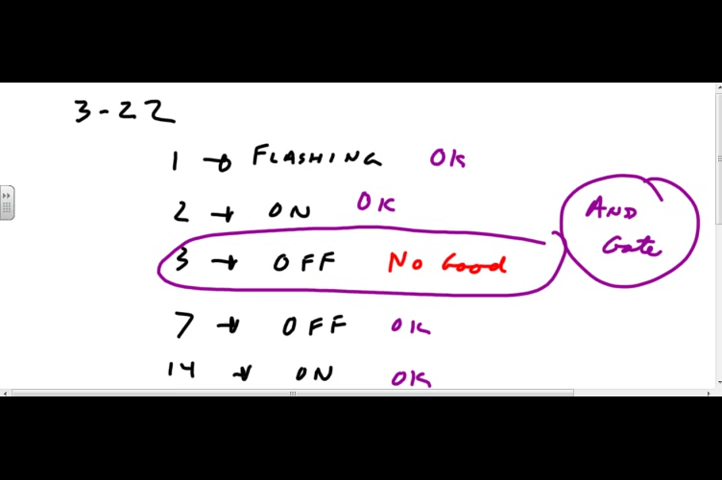 3-22
1 → FLASHING OK
2 → ON OK
3 → OFF No Good
AND
Gate
7 → OFF OK
14 → ON OK